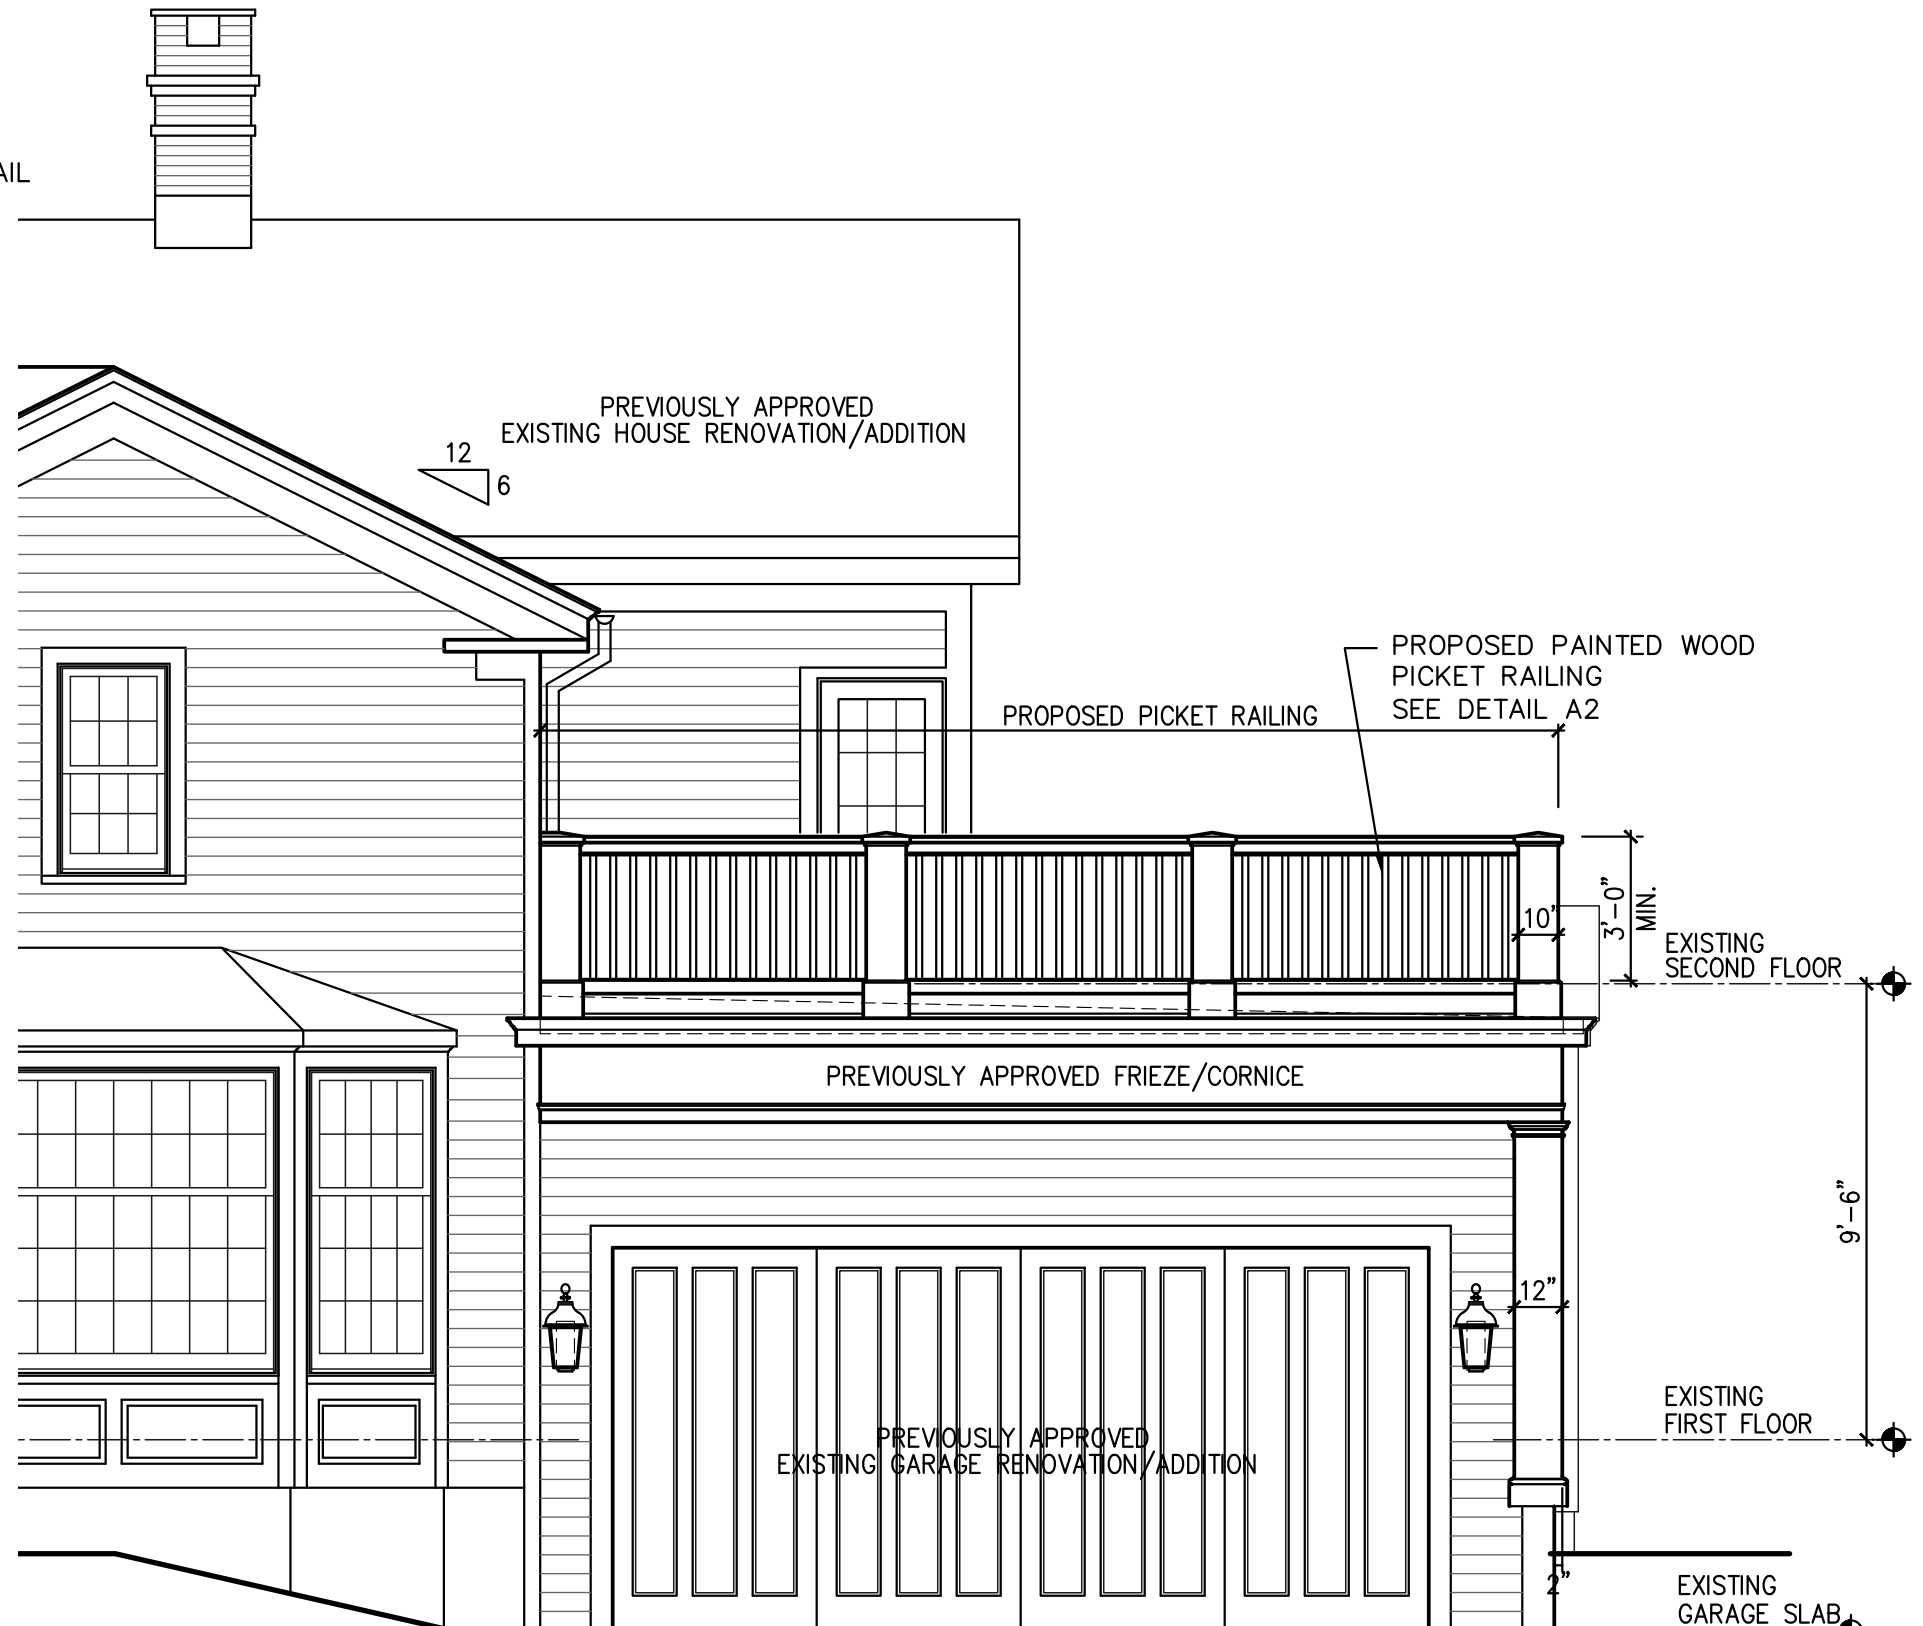 AIL
PREVIOUSLY APPROVED
EXISTING HOUSE RENOVATION/ADDITION
12
6
PROPOSED PAINTED WOOD
PICKET RAILING
SEE DETAIL A2
PROPOSED PICKET RAILING
10"
3'-0"
MIN.
EXISTING
SECOND FLOOR
PREVIOUSLY APPROVED FRIEZE/CORNICE
9'-6"
12"
EXISTING
FIRST FLOOR
PREVIOUSLY APPROVED
EXISTING GARAGE RENOVATION/ADDITION
2"
EXISTING
GARAGE SLAB